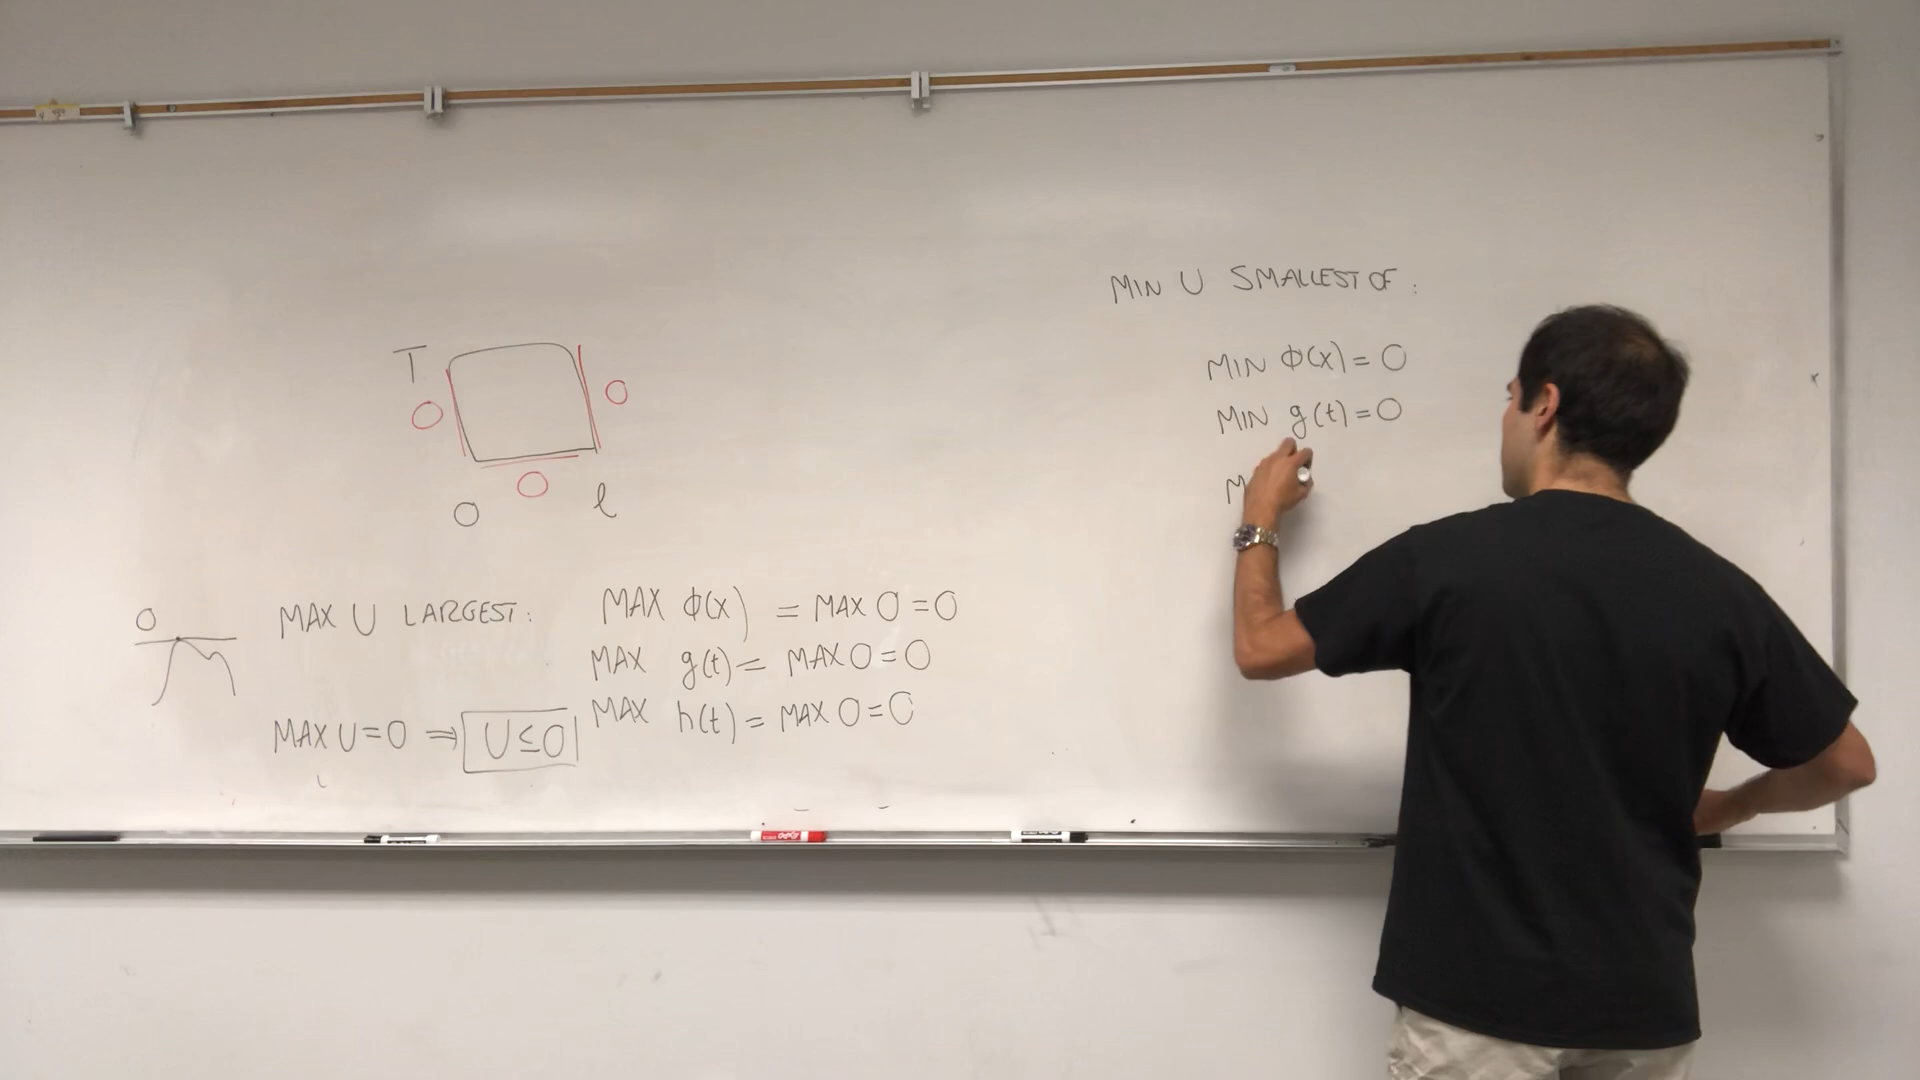 T
0
0
0
0 l
0
MAX U LARGEST:
MAX ϕ(x) = MAX 0 = 0
MAX g(t) = MAX 0 = 0
MAX h(t) = MAX 0 = 0
MAX U = 0 ⇒ U ≤ 0
MIN U SMALLEST OF:
MIN ϕ(x) = 0
MIN g(t) = 0
M